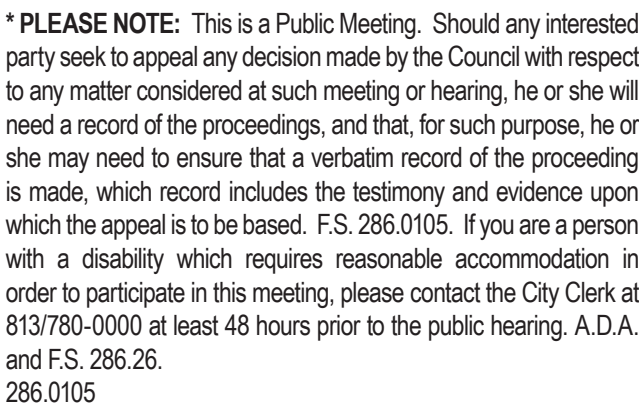 * PLEASE NOTE: This is a Public Meeting. Should any interested
party seek to appeal any decision made by the Council with respect
to any matter considered at such meeting or hearing, he or she will
need a record of the proceedings, and that, for such purpose, he or
she may need to ensure that a verbatim record of the proceeding
is made, which record includes the testimony and evidence upon
which the appeal is to be based. F.S. 286.0105. If you are a person
with a disability which requires reasonable accommodation in
order to participate in this meeting, please contact the City Clerk at
813/780-0000 at least 48 hours prior to the public hearing. A.D.A.
and F.S. 286.26.
286.0105